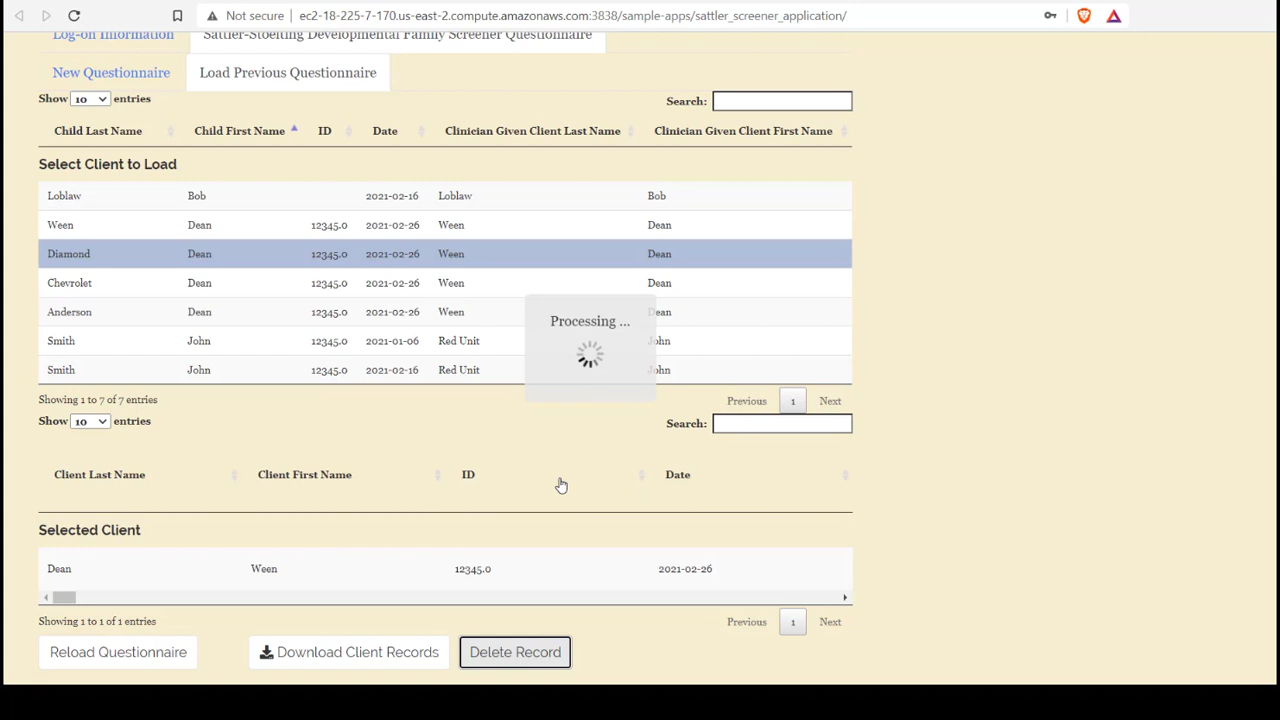 Not secure ec2-18-225-7-170.us-east-2.compute.amazonaws.com:3838/sample-apps/sattler_screener_application/
Log-on Information Sattler-Stoelting Developmental Family Screener Questionnaire
New Questionnaire Load Previous Questionnaire
Show 10 entries Search:
Child Last Name Child First Name ID Date Clinician Given Client Last Name Clinician Given Client First Name
Select Client to Load
Loblaw Bob 2021-02-16 Loblaw Bob
Ween Dean 12345.0 2021-02-26 Ween Dean
Diamond Dean 12345.0 2021-02-26 Ween Dean
Chevrolet Dean 12345.0 2021-02-26 Ween Dean
Anderson Dean 12345.0 2021-02-26 Ween Dean
Processing ...
Smith John 12345.0 2021-01-06 Red Unit John
Smith John 12345.0 2021-02-16 Red Unit John
Showing 1 to 7 of 7 entries Previous 1 Next
Show 10 entries Search:
Client Last Name Client First Name ID Date
Selected Client
Dean Ween 12345.0 2021-02-26
Showing 1 to 1 of 1 entries Previous 1 Next
Reload Questionnaire Download Client Records Delete Record